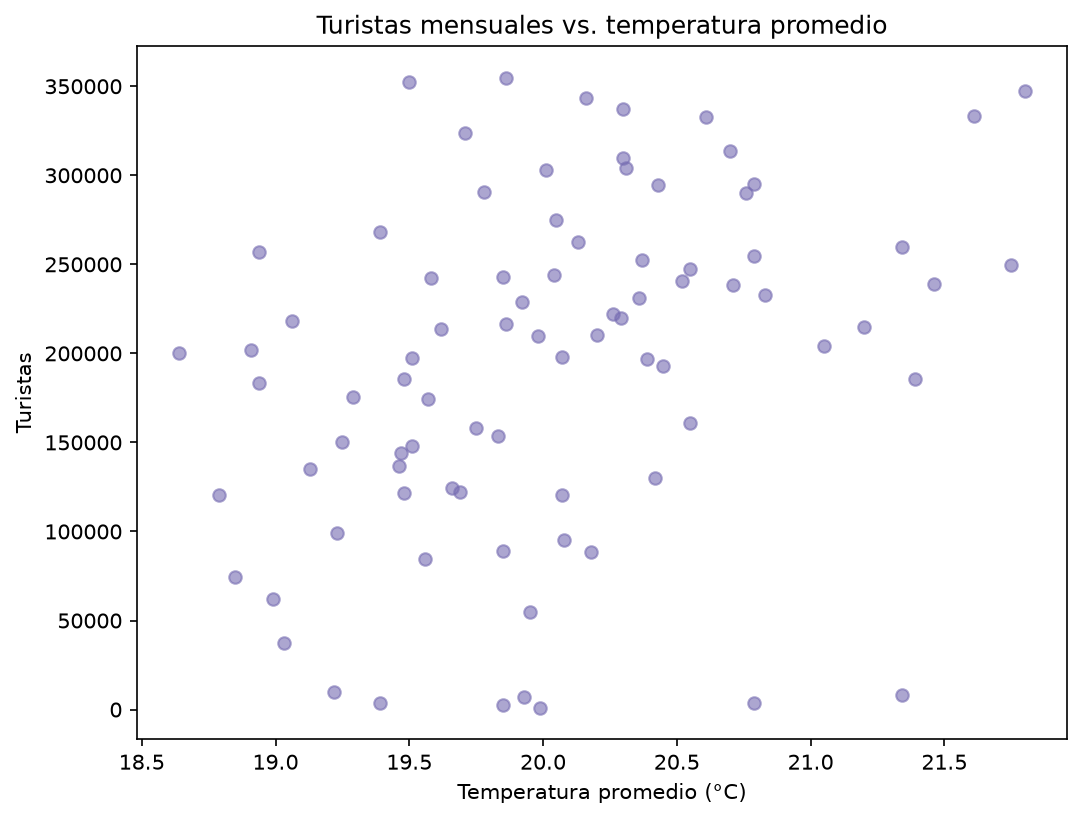 Turistas mensuales vs. temperatura promedio
350000
300000
250000
200000
150000
100000
50000
0
Turistas
18.5 19.0 19.5 20.0 20.5 21.0 21.5
Temperatura promedio (°C)